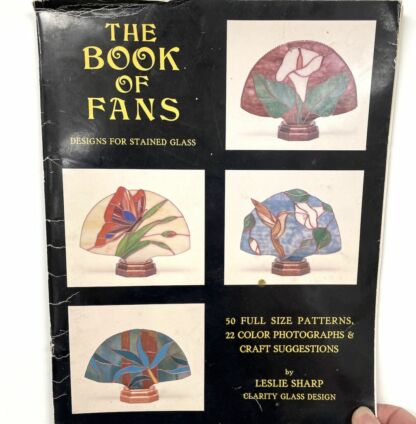 THE
BOOK
OF
FANS
DESIGNS FOR STAINED GLASS
50 FULL SIZE PATTERNS,
22 COLOR PHOTOGRAPHS &
CRAFT SUGGESTIONS
by
LESLIE SHARP
CLARITY GLASS DESIGN